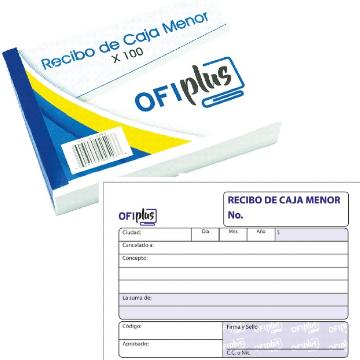 Recibo de Caja Menor
X 100
OFIplus
OFIplus
RECIBO DE CAJA MENOR
No.
Ciudad: Día Mes Año $
Cancelado a:
Concepto:
La suma de:
Código: Firma y Sello
Aprobado:
C.C. o Nit.